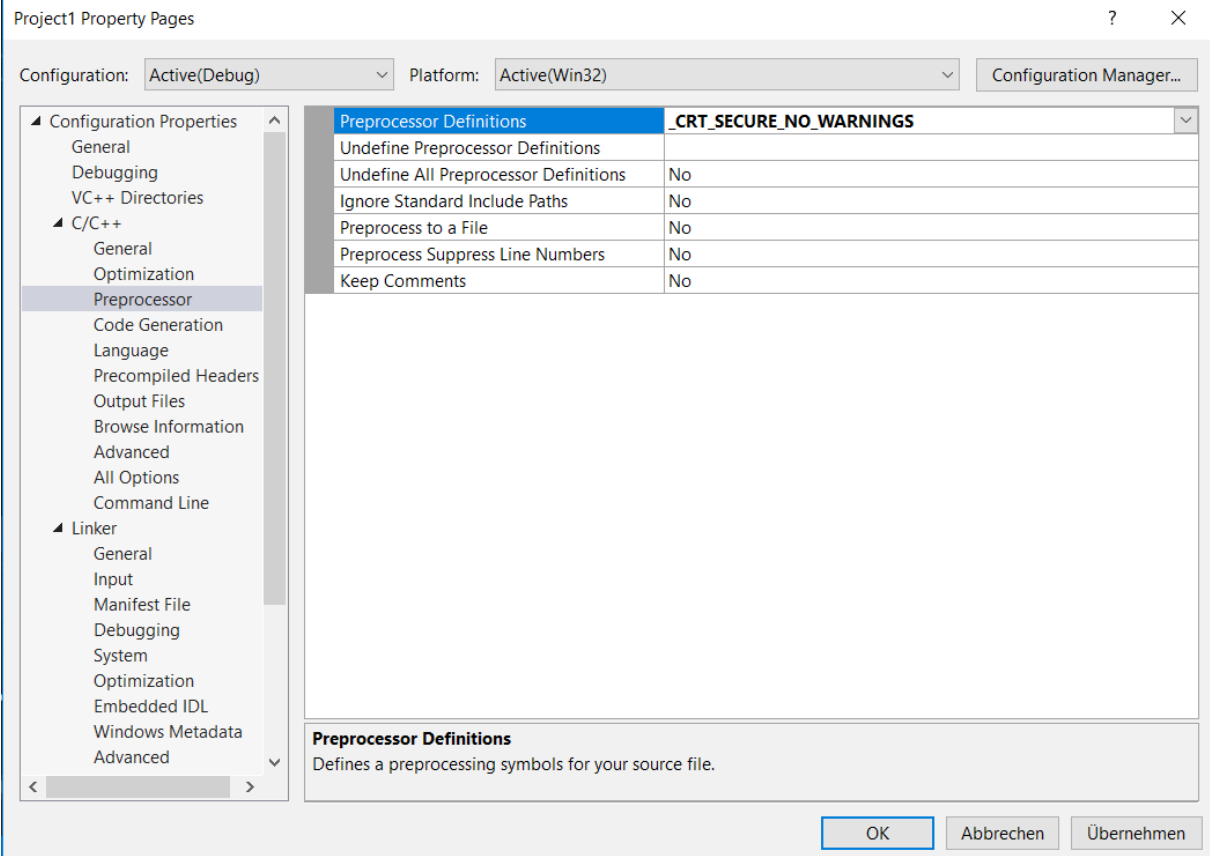 Project1 Property Pages
Configuration: Active(Debug) Platform: Active(Win32) Configuration Manager...
Configuration Properties
General
Debugging
VC++ Directories
C/C++
General
Optimization
Preprocessor
Code Generation
Language
Precompiled Headers
Output Files
Browse Information
Advanced
All Options
Command Line
Linker
General
Input
Manifest File
Debugging
System
Optimization
Embedded IDL
Windows Metadata
Advanced
Preprocessor Definitions _CRT_SECURE_NO_WARNINGS
Undefine Preprocessor Definitions
Undefine All Preprocessor Definitions No
Ignore Standard Include Paths No
Preprocess to a File No
Preprocess Suppress Line Numbers No
Keep Comments No
Preprocessor Definitions
Defines a preprocessing symbols for your source file.
OK Abbrechen Übernehmen